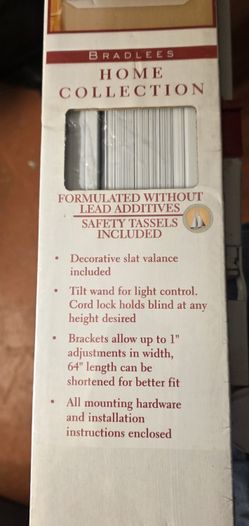 BRADLEES
HOME
COLLECTION
FORMULATED WITHOUT
LEAD ADDITIVES
SAFETY TASSELS
INCLUDED
• Decorative slat valance
included
• Tilt wand for light control.
Cord lock holds blind at any
height desired
• Brackets allow up to 1"
adjustments in width,
64" length can be
shortened for better fit
• All mounting hardware
and installation
instructions enclosed